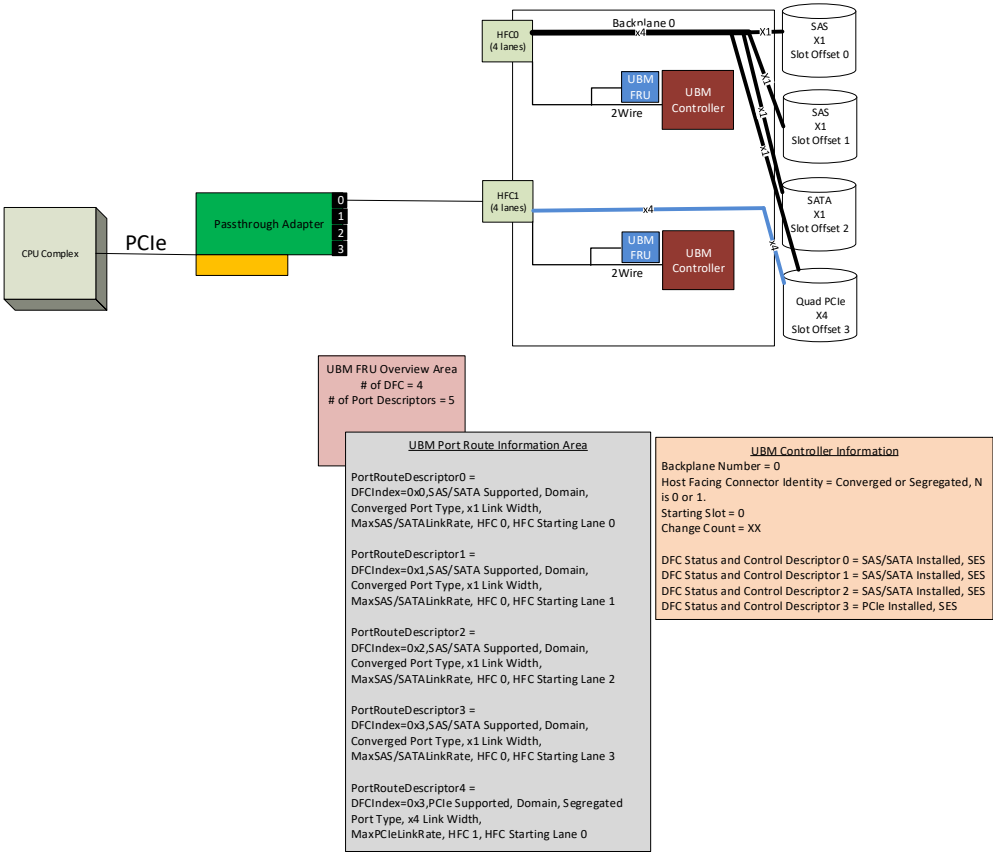 Backplane 0
HFC0
(4 lanes)
x4
X1
SAS
X1
Slot Offset 0
UBM
FRU
UBM
Controller
2Wire
X1
X1
X1
SAS
X1
Slot Offset 1
SATA
X1
Slot Offset 2
CPU Complex
PCIe
Passthrough Adapter
0
1
2
3
HFC1
(4 lanes)
x4
x4
UBM
FRU
UBM
Controller
2Wire
Quad PCIe
X4
Slot Offset 3
UBM FRU Overview Area
# of DFC = 4
# of Port Descriptors = 5
UBM Port Route Information Area
PortRouteDescriptor0 =
DFCIndex=0x0,SAS/SATA Supported, Domain,
Converged Port Type, x1 Link Width,
MaxSAS/SATALinkRate, HFC 0, HFC Starting Lane 0
PortRouteDescriptor1 =
DFCIndex=0x1,SAS/SATA Supported, Domain,
Converged Port Type, x1 Link Width,
MaxSAS/SATALinkRate, HFC 0, HFC Starting Lane 1
PortRouteDescriptor2 =
DFCIndex=0x2,SAS/SATA Supported, Domain,
Converged Port Type, x1 Link Width,
MaxSAS/SATALinkRate, HFC 0, HFC Starting Lane 2
PortRouteDescriptor3 =
DFCIndex=0x3,SAS/SATA Supported, Domain,
Converged Port Type, x1 Link Width,
MaxSAS/SATALinkRate, HFC 0, HFC Starting Lane 3
PortRouteDescriptor4 =
DFCIndex=0x3,PCIe Supported, Domain, Segregated
Port Type, x4 Link Width,
MaxPCIeLinkRate, HFC 1, HFC Starting Lane 0
UBM Controller Information
Backplane Number = 0
Host Facing Connector Identity = Converged or Segregated, N
is 0 or 1.
Starting Slot = 0
Change Count = XX
DFC Status and Control Descriptor 0 = SAS/SATA Installed, SES
DFC Status and Control Descriptor 1 = SAS/SATA Installed, SES
DFC Status and Control Descriptor 2 = SAS/SATA Installed, SES
DFC Status and Control Descriptor 3 = PCIe Installed, SES